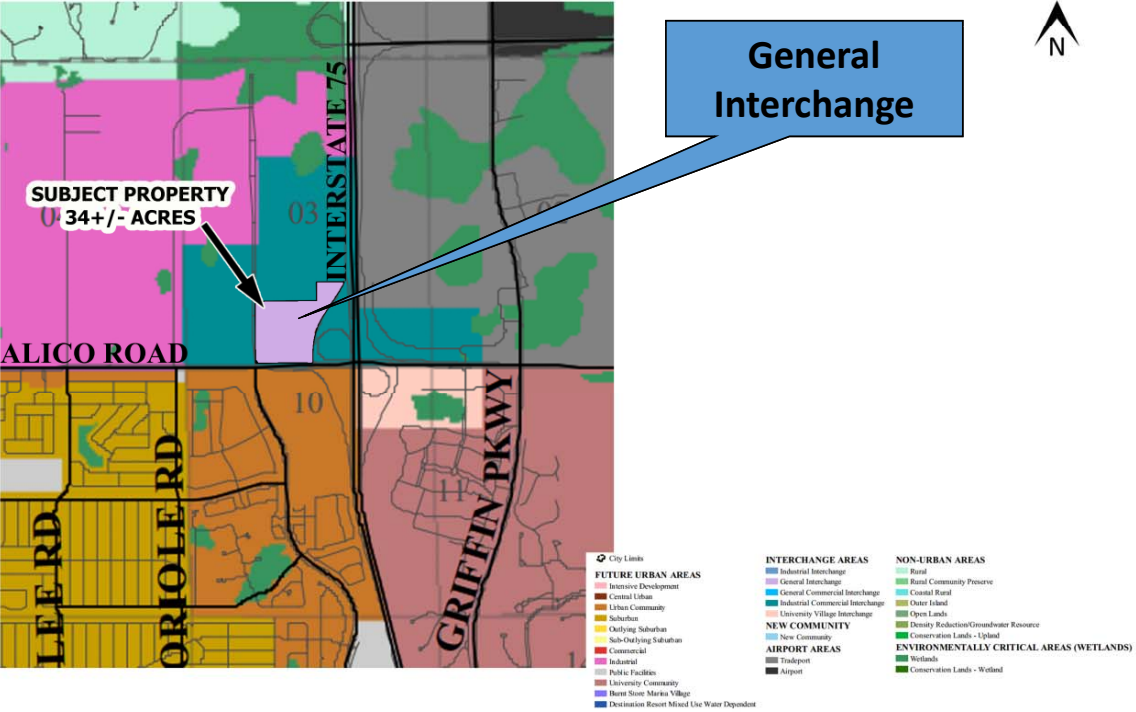 General
Interchange
N
INTERSTATE 75
SUBJECT PROPERTY
34+/- ACRES
03
ALICO ROAD
10
11
GRIFFIN PKWY
LEE RD
ORIOLE RD
City Limits
FUTURE URBAN AREAS
Intensive Development
Central Urban
Urban Community
Suburban
Outlying Suburban
Sub-Outlying Suburban
Commercial
Industrial
Public Facilities
University Community
Burnt Store Marina Village
Destination Resort Mixed Use Water Dependent
INTERCHANGE AREAS
Industrial Interchange
General Interchange
General Commercial Interchange
Industrial Commercial Interchange
University Village Interchange
NEW COMMUNITY
New Community
AIRPORT AREAS
Tradeport
Airport
NON-URBAN AREAS
Rural
Rural Community Preserve
Coastal Rural
Outer Island
Open Lands
Density Reduction/Groundwater Resource
Conservation Lands - Upland
ENVIRONMENTALLY CRITICAL AREAS (WETLANDS)
Wetlands
Conservation Lands - Wetland